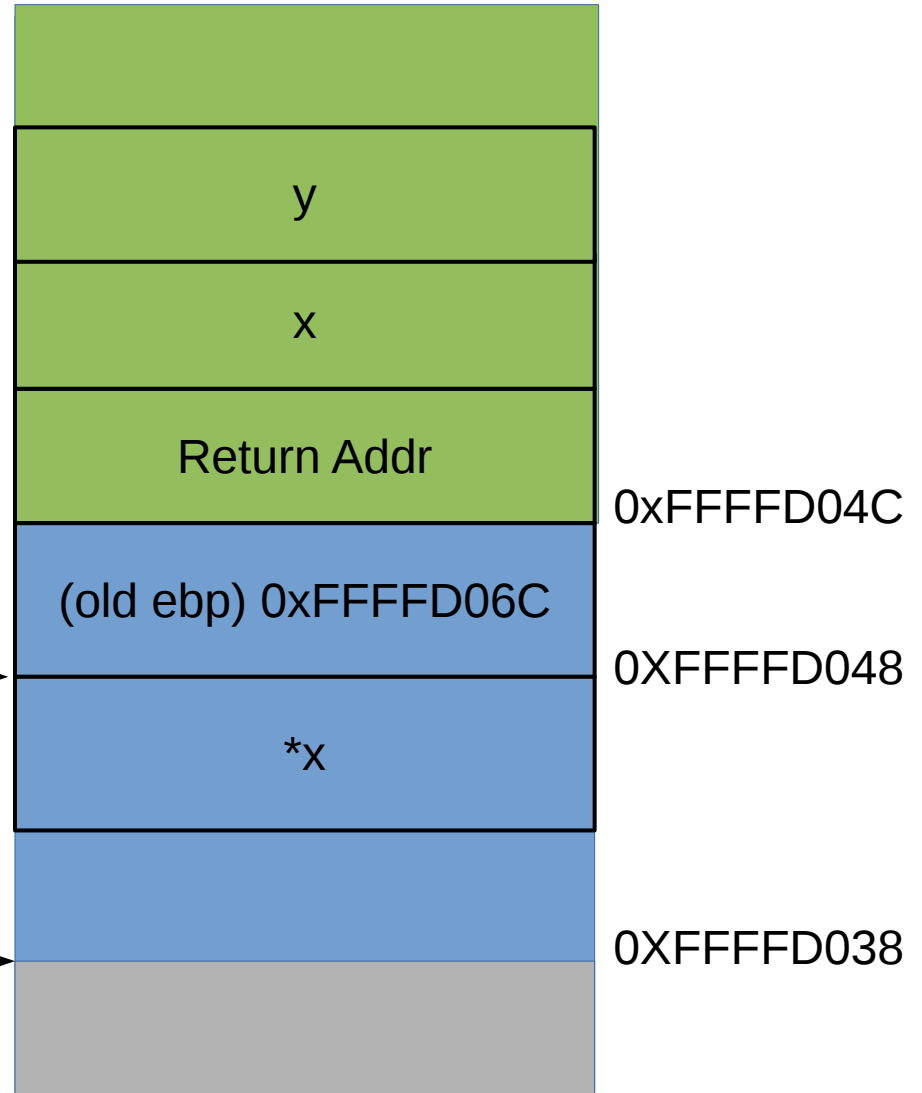 y
x
Return Addr
0xFFFFD04C
(old ebp) 0xFFFFD06C
0XFFFFD048
*x
0XFFFFD038